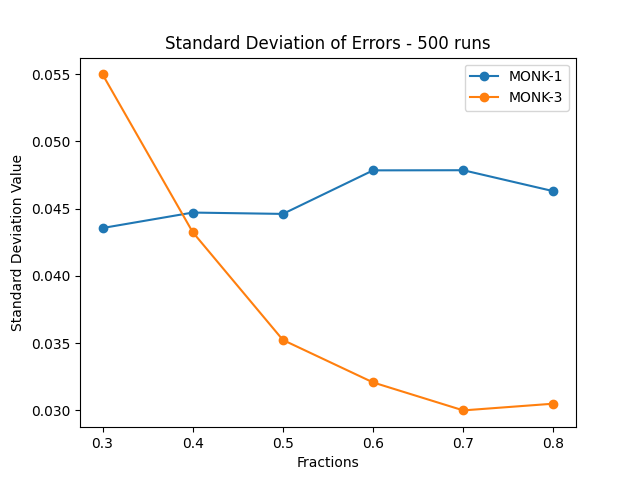 Standard Deviation of Errors - 500 runs
MONK-1
MONK-3
Standard Deviation Value
0.055
0.050
0.045
0.040
0.035
0.030
0.3 0.4 0.5 0.6 0.7 0.8
Fractions